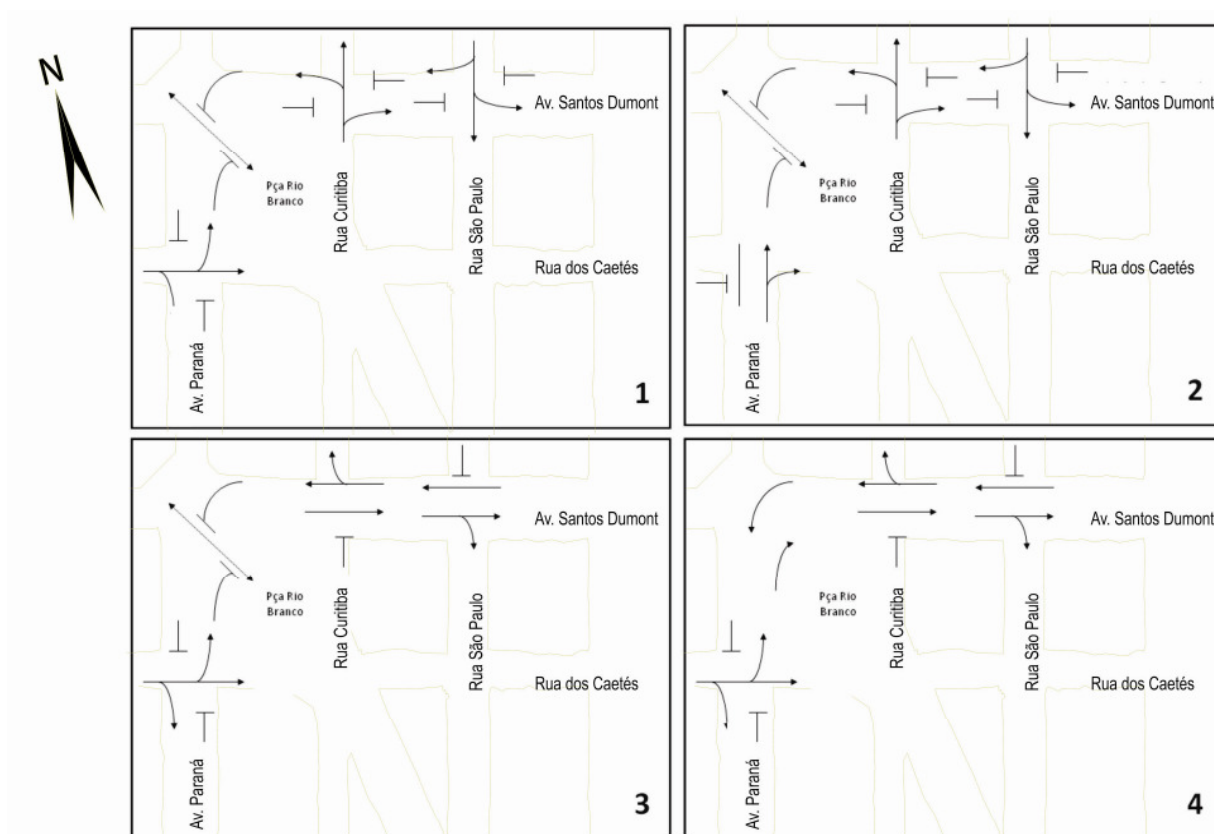 N
Av. Santos Dumont
Pça Rio
Branco
Rua Curitiba
Rua São Paulo
Rua dos Caetés
Av. Paraná
1
Av. Santos Dumont
Pça Rio
Branco
Rua Curitiba
Rua São Paulo
Rua dos Caetés
Av. Paraná
2
Av. Santos Dumont
Pça Rio
Branco
Rua Curitiba
Rua São Paulo
Rua dos Caetés
Av. Paraná
3
Av. Santos Dumont
Pça Rio
Branco
Rua Curitiba
Rua São Paulo
Rua dos Caetés
Av. Paraná
4